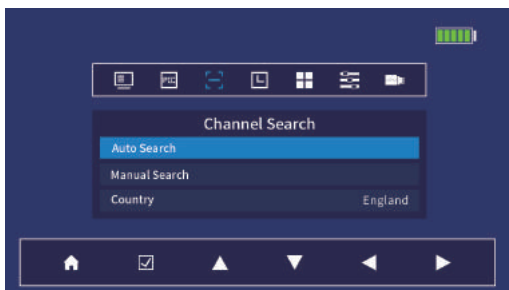 PIC
Channel Search
Auto Search
Manual Search
Country England